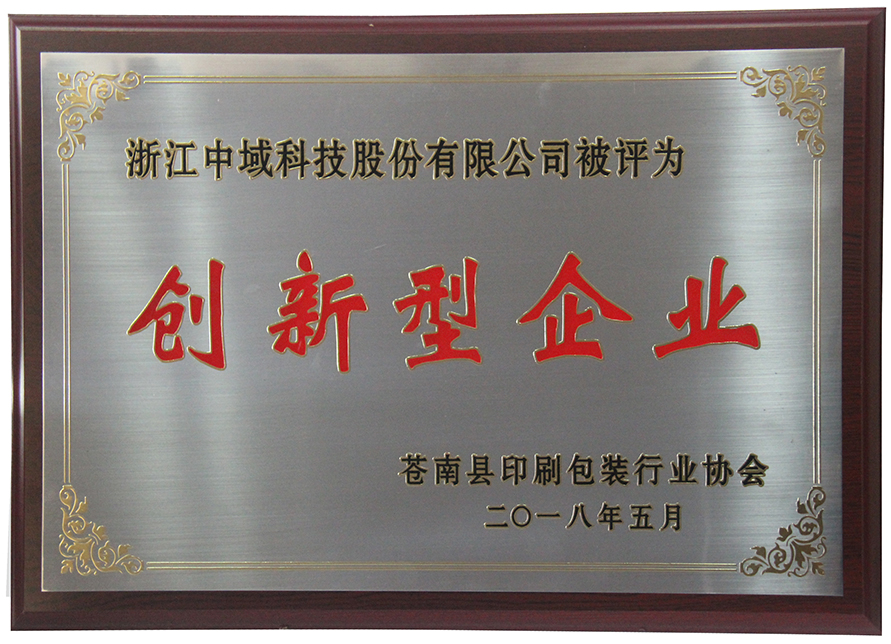 浙江中域科技股份有限公司被评为
创新型企业
苍南县印刷包装行业协会
二〇一八年五月